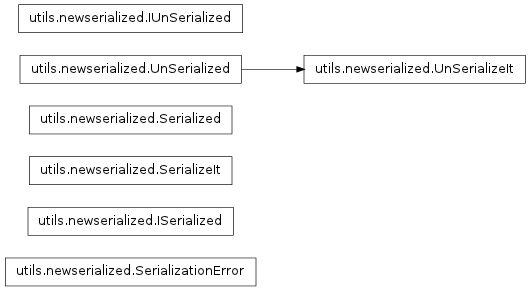 utils.newserialized.IUnSerialized
utils.newserialized.UnSerialized
utils.newserialized.UnSerializeIt
utils.newserialized.Serialized
utils.newserialized.SerializeIt
utils.newserialized.ISerialized
utils.newserialized.SerializationError